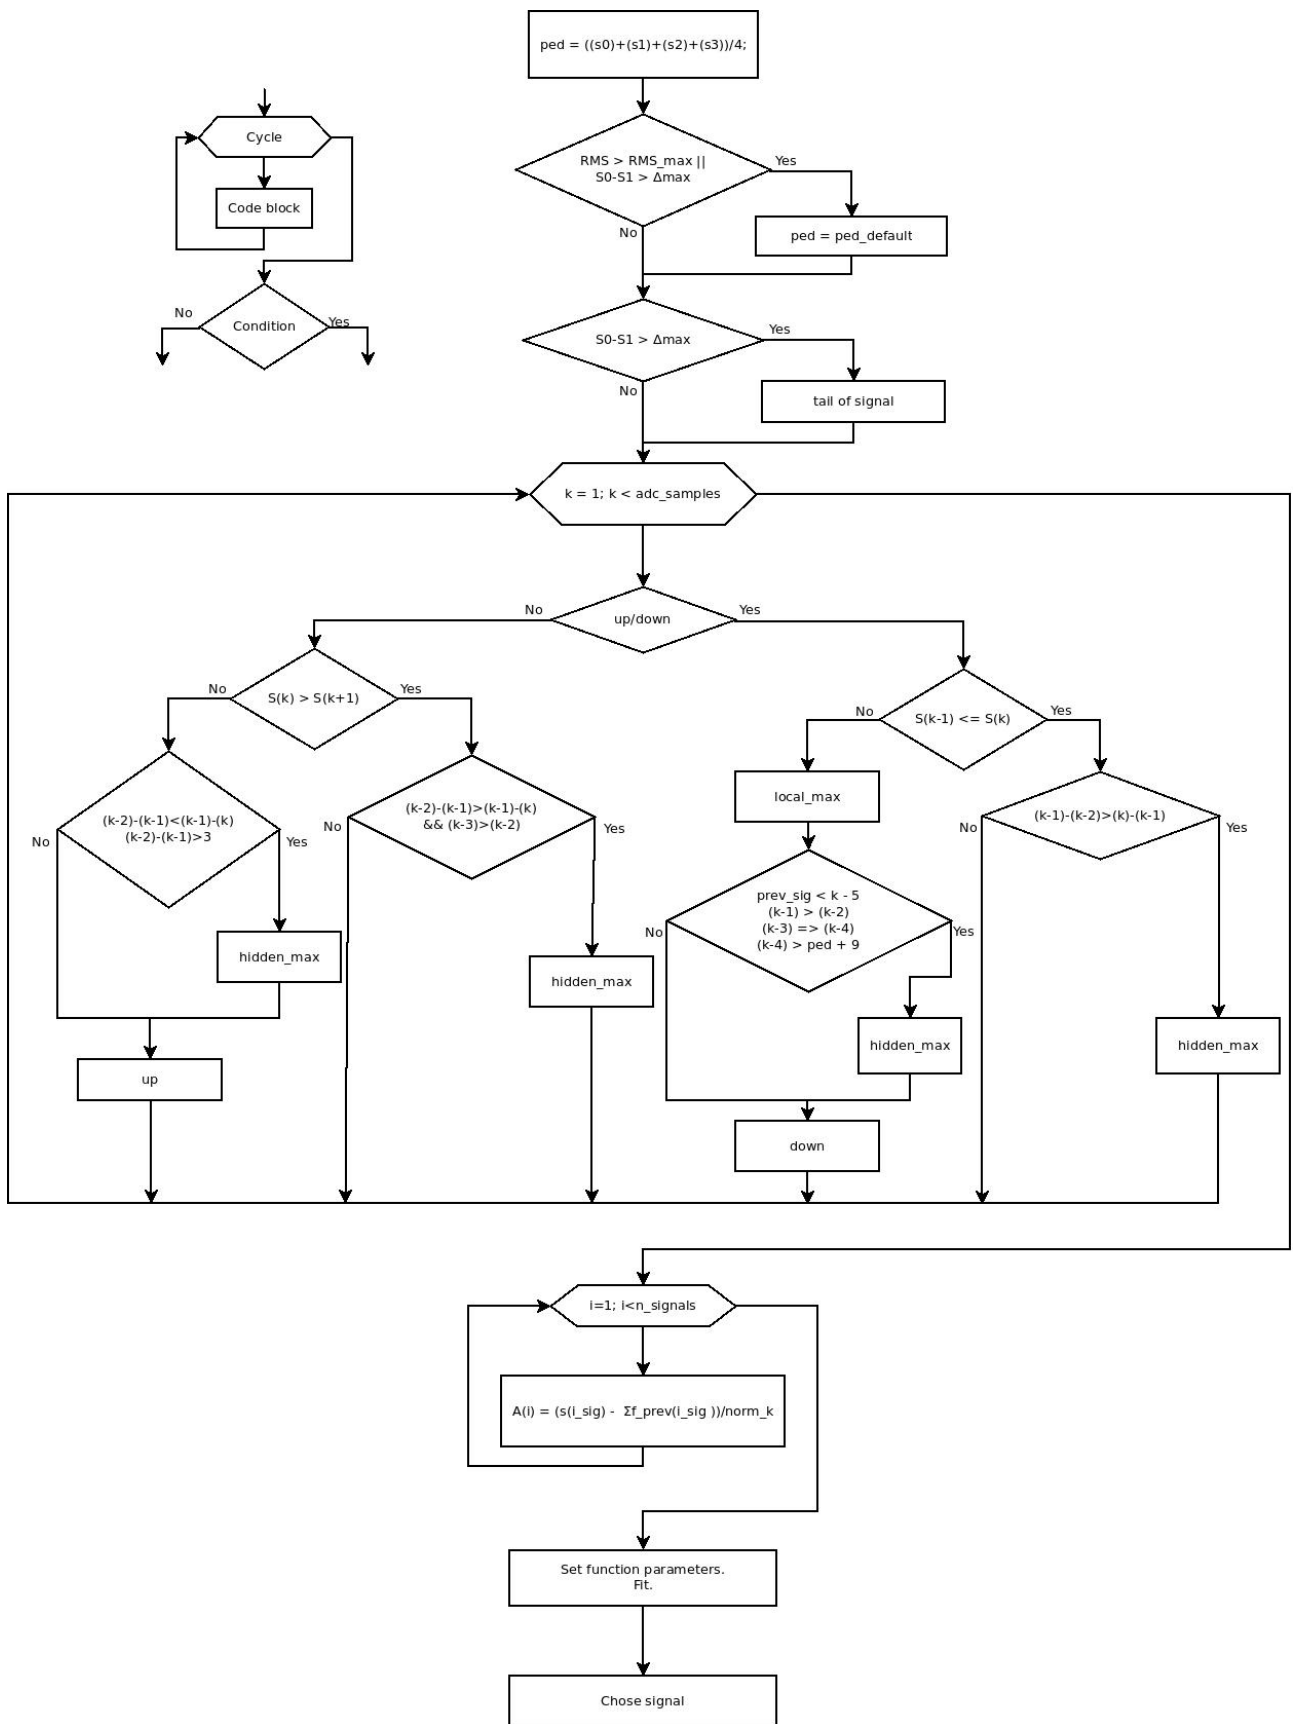 ped = ((s0)+(s1)+(s2)+(s3))/4;
Cycle
Code block
No
Condition
Yes
RMS > RMS_max ||
S0-S1 > Δmax
Yes
No
ped = ped_default
S0-S1 > Δmax
Yes
No
tail of signal
k = 1; k < adc_samples
No
up/down
Yes
No
S(k) > S(k+1)
Yes
No
S(k-1) <= S(k)
Yes
(k-2)-(k-1)<(k-1)-(k)
(k-2)-(k-1)>3
No
Yes
hidden_max
up
(k-2)-(k-1)>(k-1)-(k)
&& (k-3)>(k-2)
No
Yes
hidden_max
local_max
prev_sig < k - 5
(k-1) > (k-2)
(k-3) => (k-4)
(k-4) > ped + 9
No
Yes
hidden_max
down
(k-1)-(k-2)>(k)-(k-1)
No
Yes
hidden_max
i=1; i<n_signals
A(i) = (s(i_sig) - Σf_prev(i_sig ))/norm_k
Set function parameters.
Fit.
Chose signal